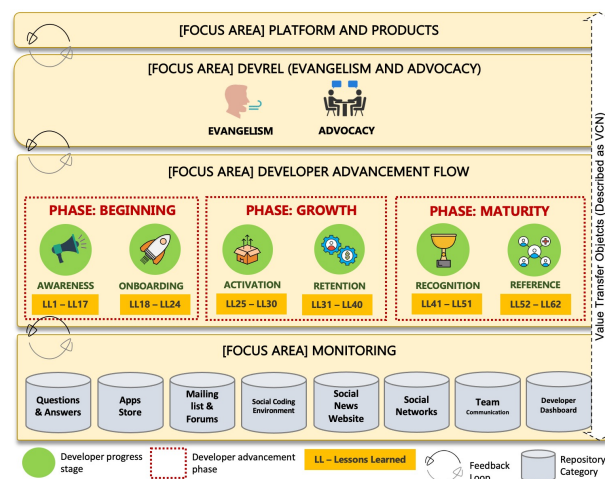 [FOCUS AREA] PLATFORM AND PRODUCTS
[FOCUS AREA] DEVREL (EVANGELISM AND ADVOCACY)
EVANGELISM
ADVOCACY
[FOCUS AREA] DEVELOPER ADVANCEMENT FLOW
PHASE: BEGINNING
PHASE: GROWTH
PHASE: MATURITY
AWARENESS
ONBOARDING
ACTIVATION
RETENTION
RECOGNITION
REFERENCE
LL1 – LL17
LL18 – LL24
LL25 – LL30
LL31 – LL40
LL41 – LL51
LL52 – LL62
[FOCUS AREA] MONITORING
Questions
& Answers
Apps
Store
Mailing
list &
Forums
Social Coding
Environment
Social
News
Website
Social
Networks
Team
Communication
Developer
Dashboard
Value Transfer Objetcts (Described as VCN)
Developer progress
stage
Developer advancement
phase
LL – Lessons Learned
Feedback
Loop
Repository
Category